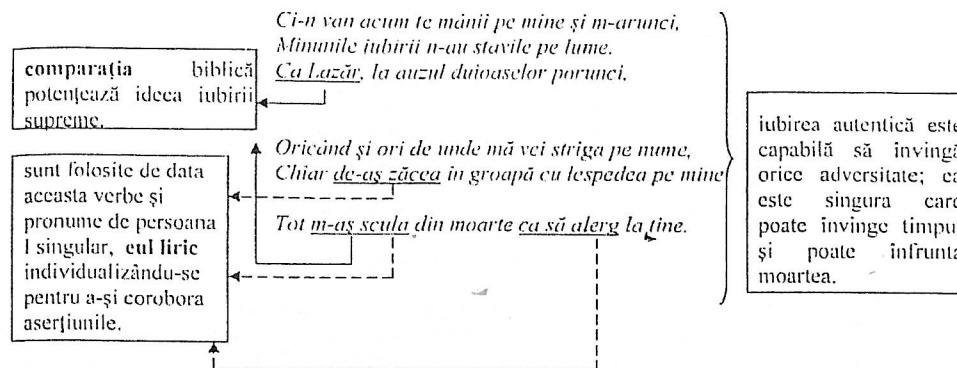 Ci-n van acum te mânii pe mine și m-arunci,
Minunile iubirii n-au stavile pe lume.
Ca Lazăr, la auzul duioaselor porunci,
Oricând și ori de unde mă vei striga pe nume,
Chiar de-aș zăcea în groapă cu lespedea pe mine
Tot m-aș scula din moarte ca să alerg la tine.
comparația biblică
potențează ideea iubirii
supreme.
sunt folosite de data
aceasta verbe și
pronume de persoana
I singular, eul liric
individualizându-se
pentru a-și corobora
aserțiunile.
iubirea autentică este
capabilă să învingă
orice adversitate; ea
este singura care
poate învinge timpul
și poate înfrunta
moartea.